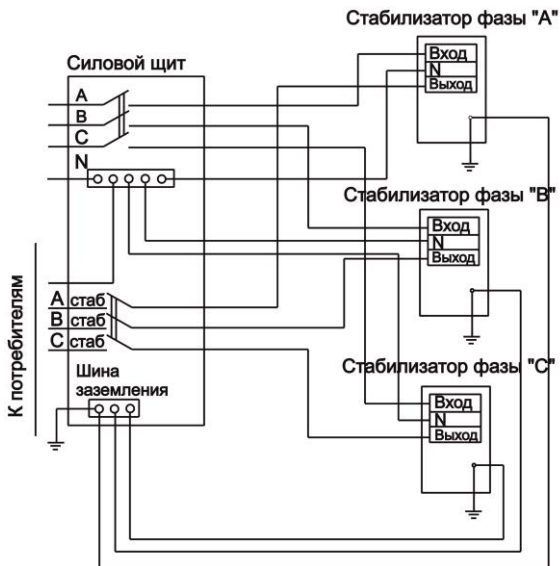 Стабилизатор фазы "А"
Силовой щит
Вход
N
Выход
A
B
C
N
Стабилизатор фазы "В"
Вход
N
Выход
К потребителям
А стаб
В стаб
С стаб
Стабилизатор фазы "С"
Шина
заземления
Вход
N
Выход